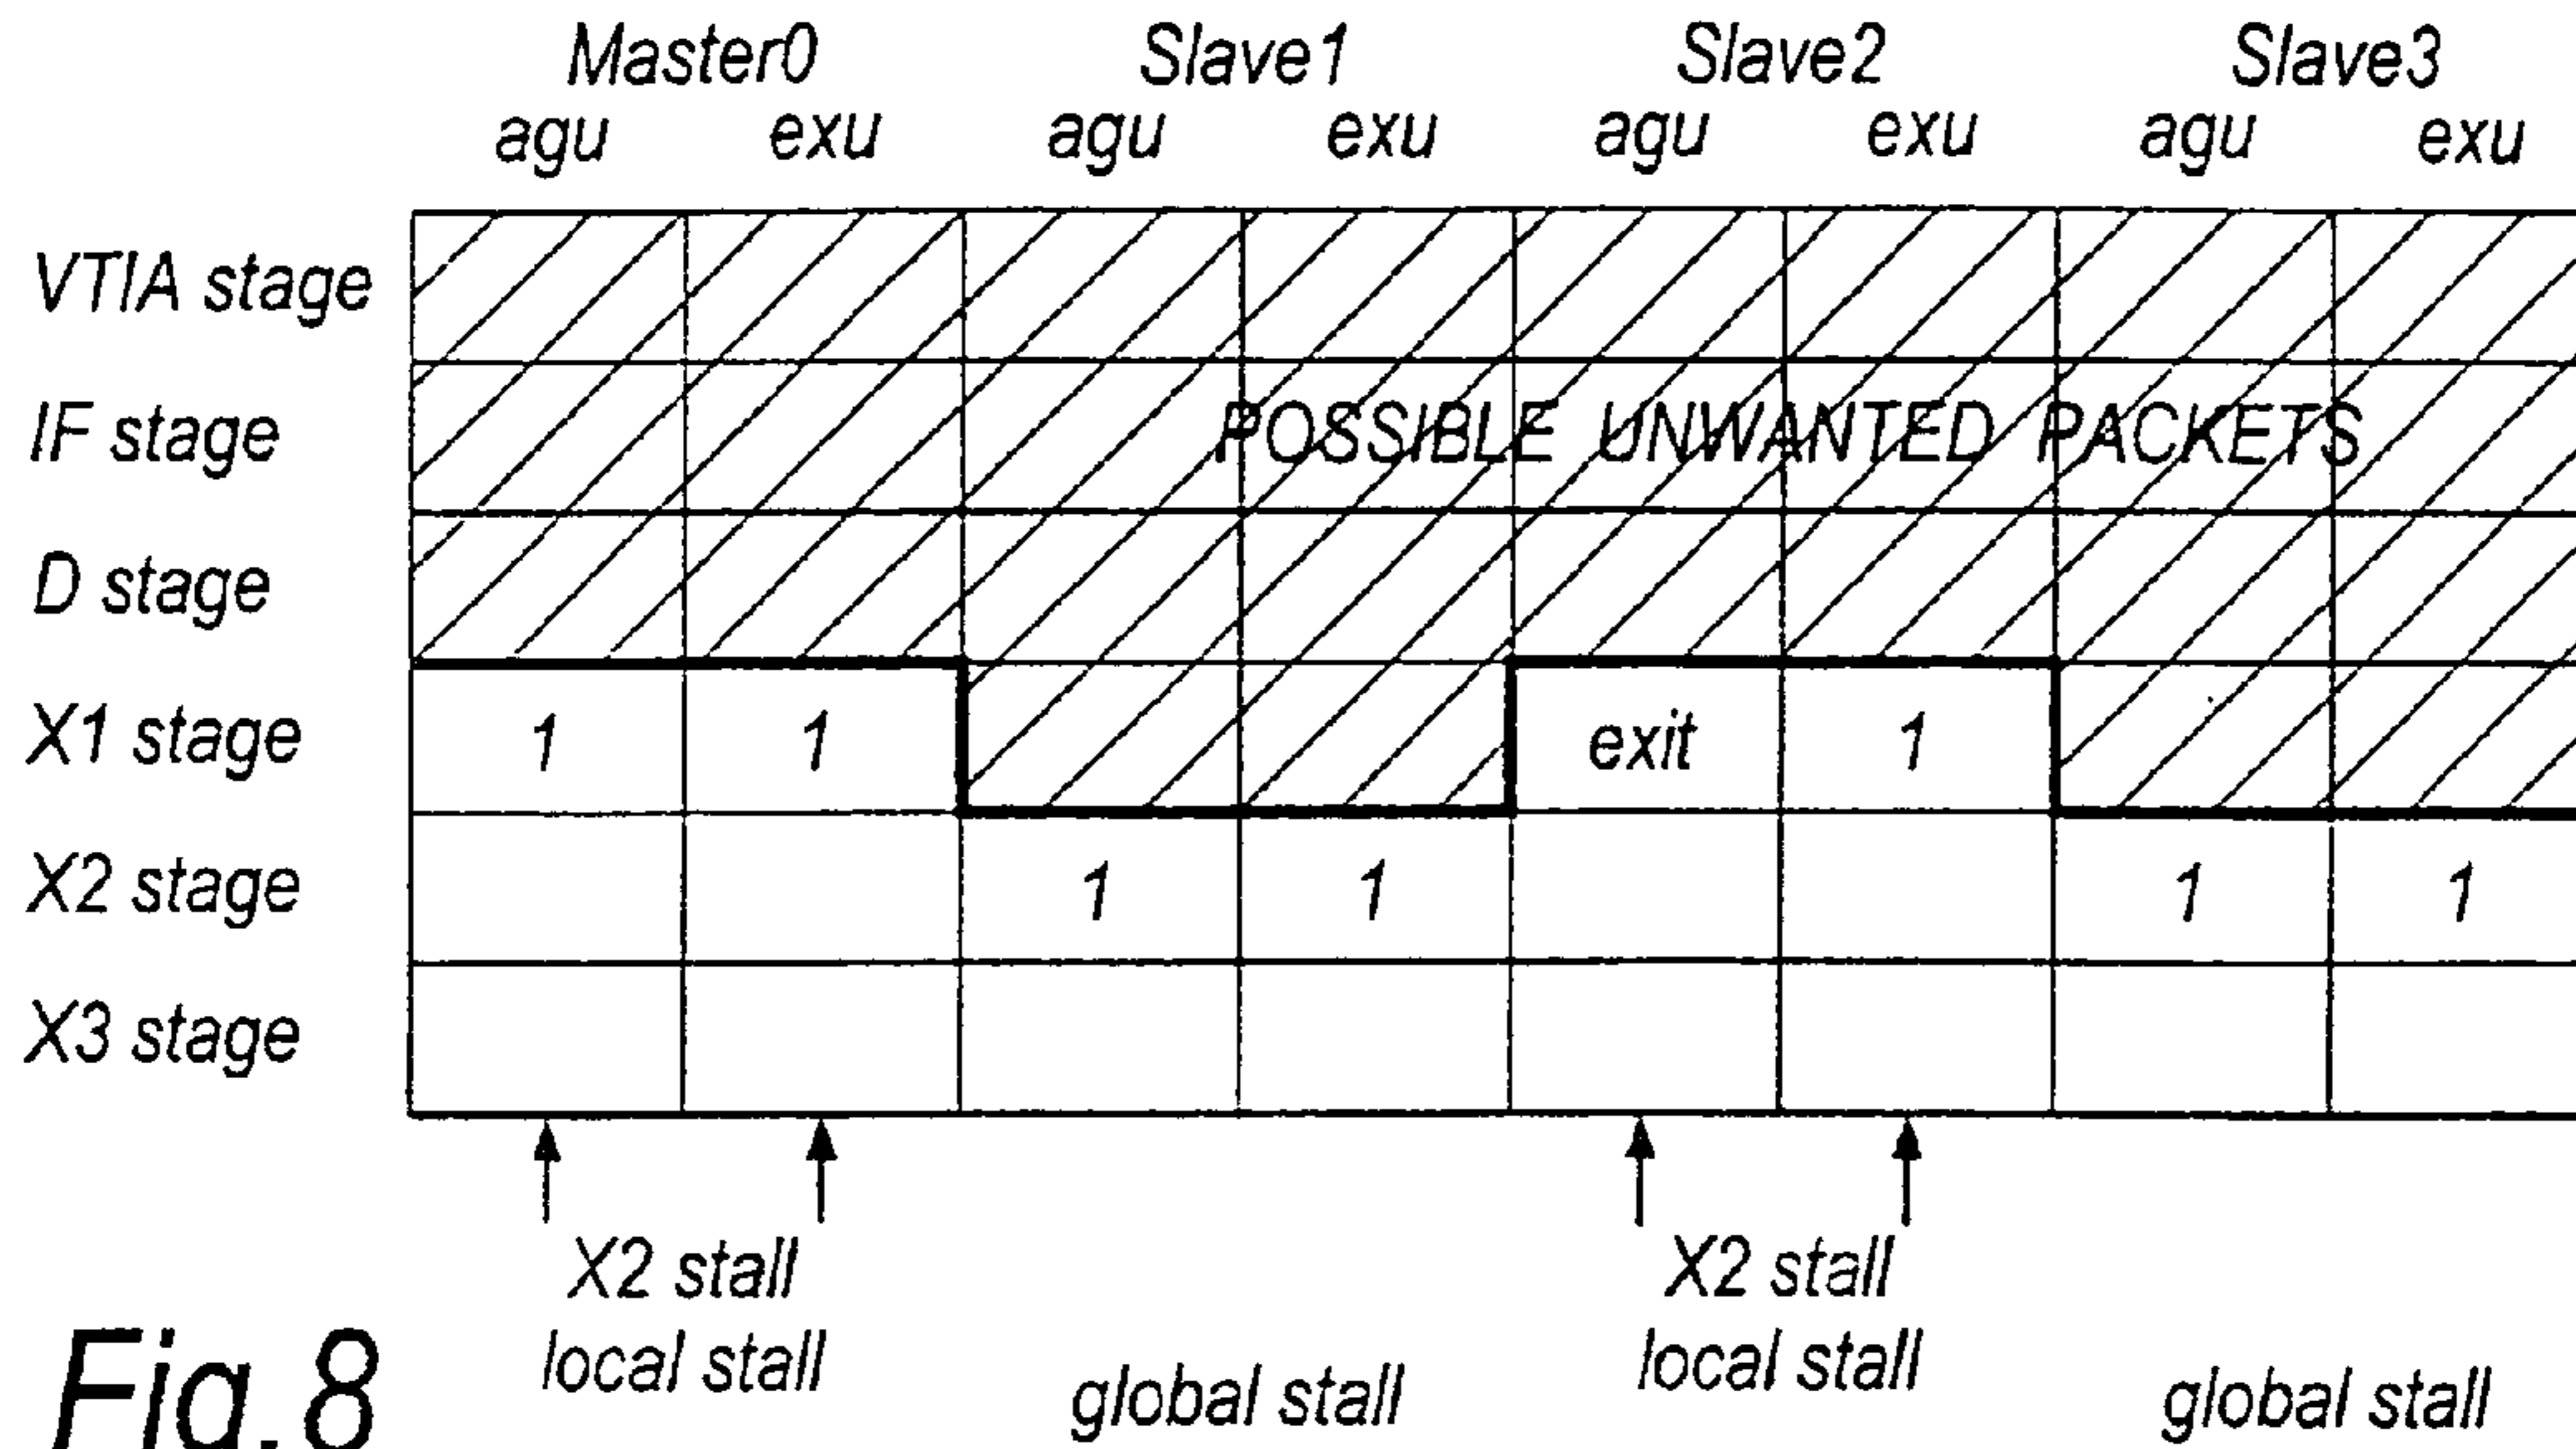 Master0 Slave1 Slave2 Slave3
agu exu agu exu agu exu agu exu
VTIA stage
IF stage POSSIBLE UNWANTED PACKETS
D stage
X1 stage 1 1 exit 1
X2 stage 1 1 1 1
X3 stage
X2 stall X2 stall
local stall local stall
global stall global stall
Fig.8